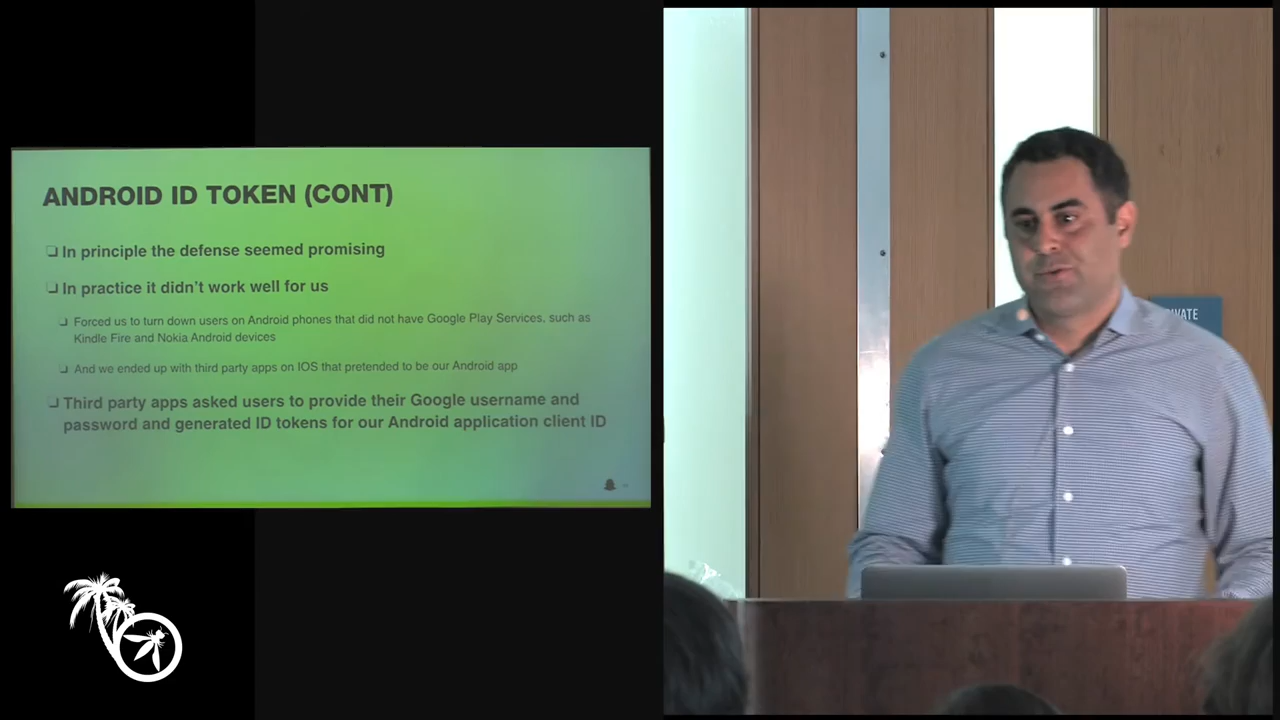 ANDROID ID TOKEN (CONT)
In principle the defense seemed promising
In practice it didn't work well for us
Forced us to turn down users on Android phones that did not have Google Play Services, such as
Kindle Fire and Nokia Android devices
And we ended up with third party apps on IOS that pretended to be our Android app
Third party apps asked users to provide their Google username and
password and generated ID tokens for our Android application client ID